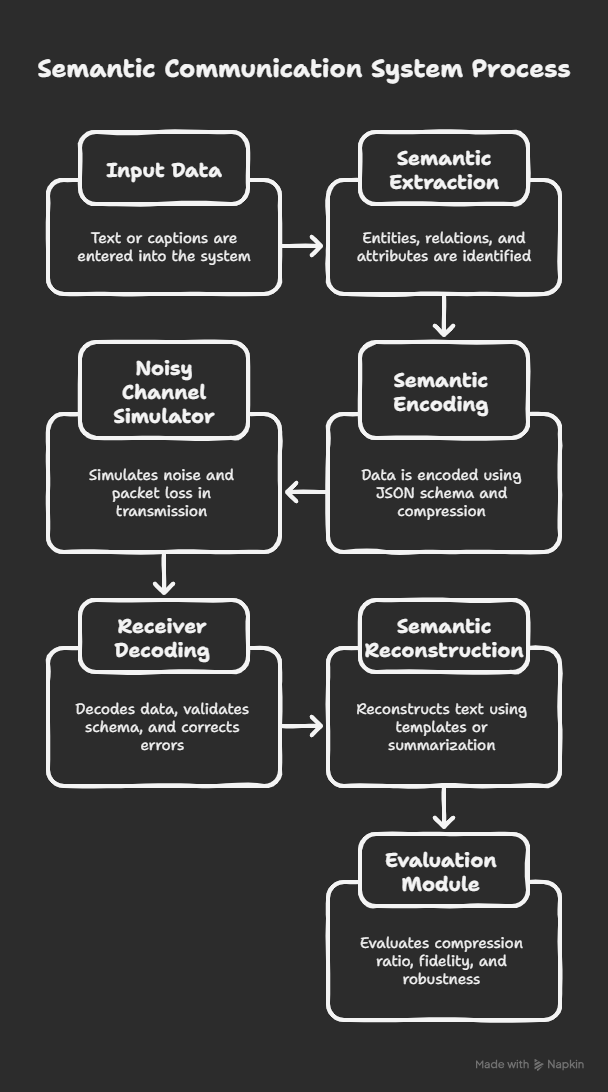 Semantic Communication System Process
Input Data
Text or captions are
entered into the system
Semantic
Extraction
Entities, relations, and
attributes are identified
Semantic
Encoding
Data is encoded using
JSON schema and
compression
Noisy
Channel
Simulator
Simulates noise and
packet loss in
transmission
Receiver
Decoding
Decodes data, validates
schema, and corrects
errors
Semantic
Reconstruction
Reconstructs text using
templates or
summarization
Evaluation
Module
Evaluates compression
ratio, fidelity, and
robustness
Made with Napkin